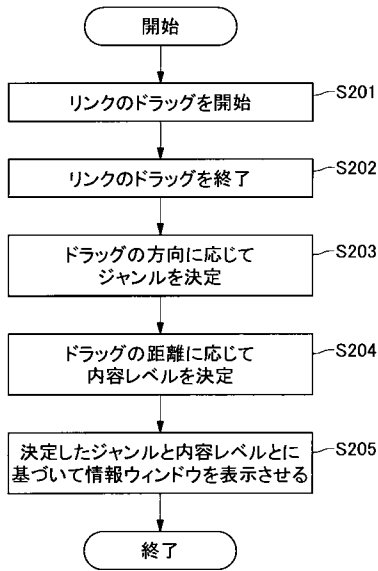 開始
リンクのドラッグを開始
S201
リンクのドラッグを終了
S202
ドラッグの方向に応じて
ジャンルを決定
S203
ドラッグの距離に応じて
内容レベルを決定
S204
決定したジャンルと内容レベルとに
基づいて情報ウィンドウを表示させる
S205
終了